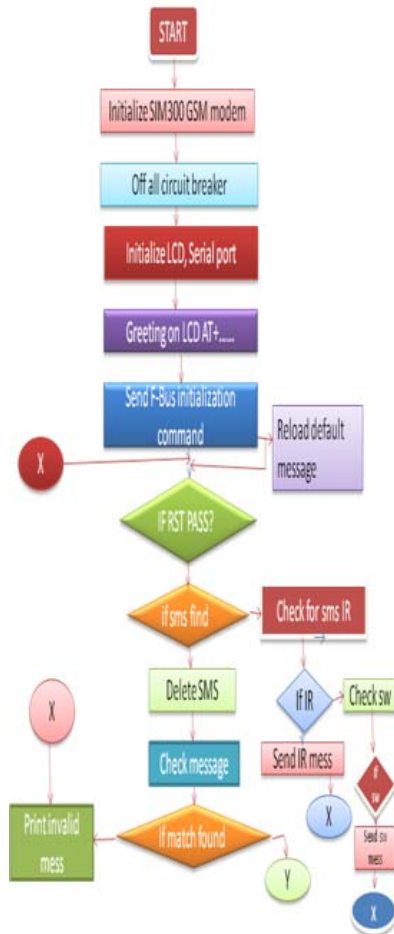 START
Initialize SIM300 GSM modem
Off all circuit breaker
Initialize LCD, Serial port
Greeting on LCD AT+......
Send F-Bus initialization
command
Reload default
message
X
IF RST PASS?
if sms find
Check for sms IR
Delete SMS
If IR
Check sw
X
Check message
Send IR mess
if
sw
Print invalid
mess
If match found
X
Send sw
mess
Y
X